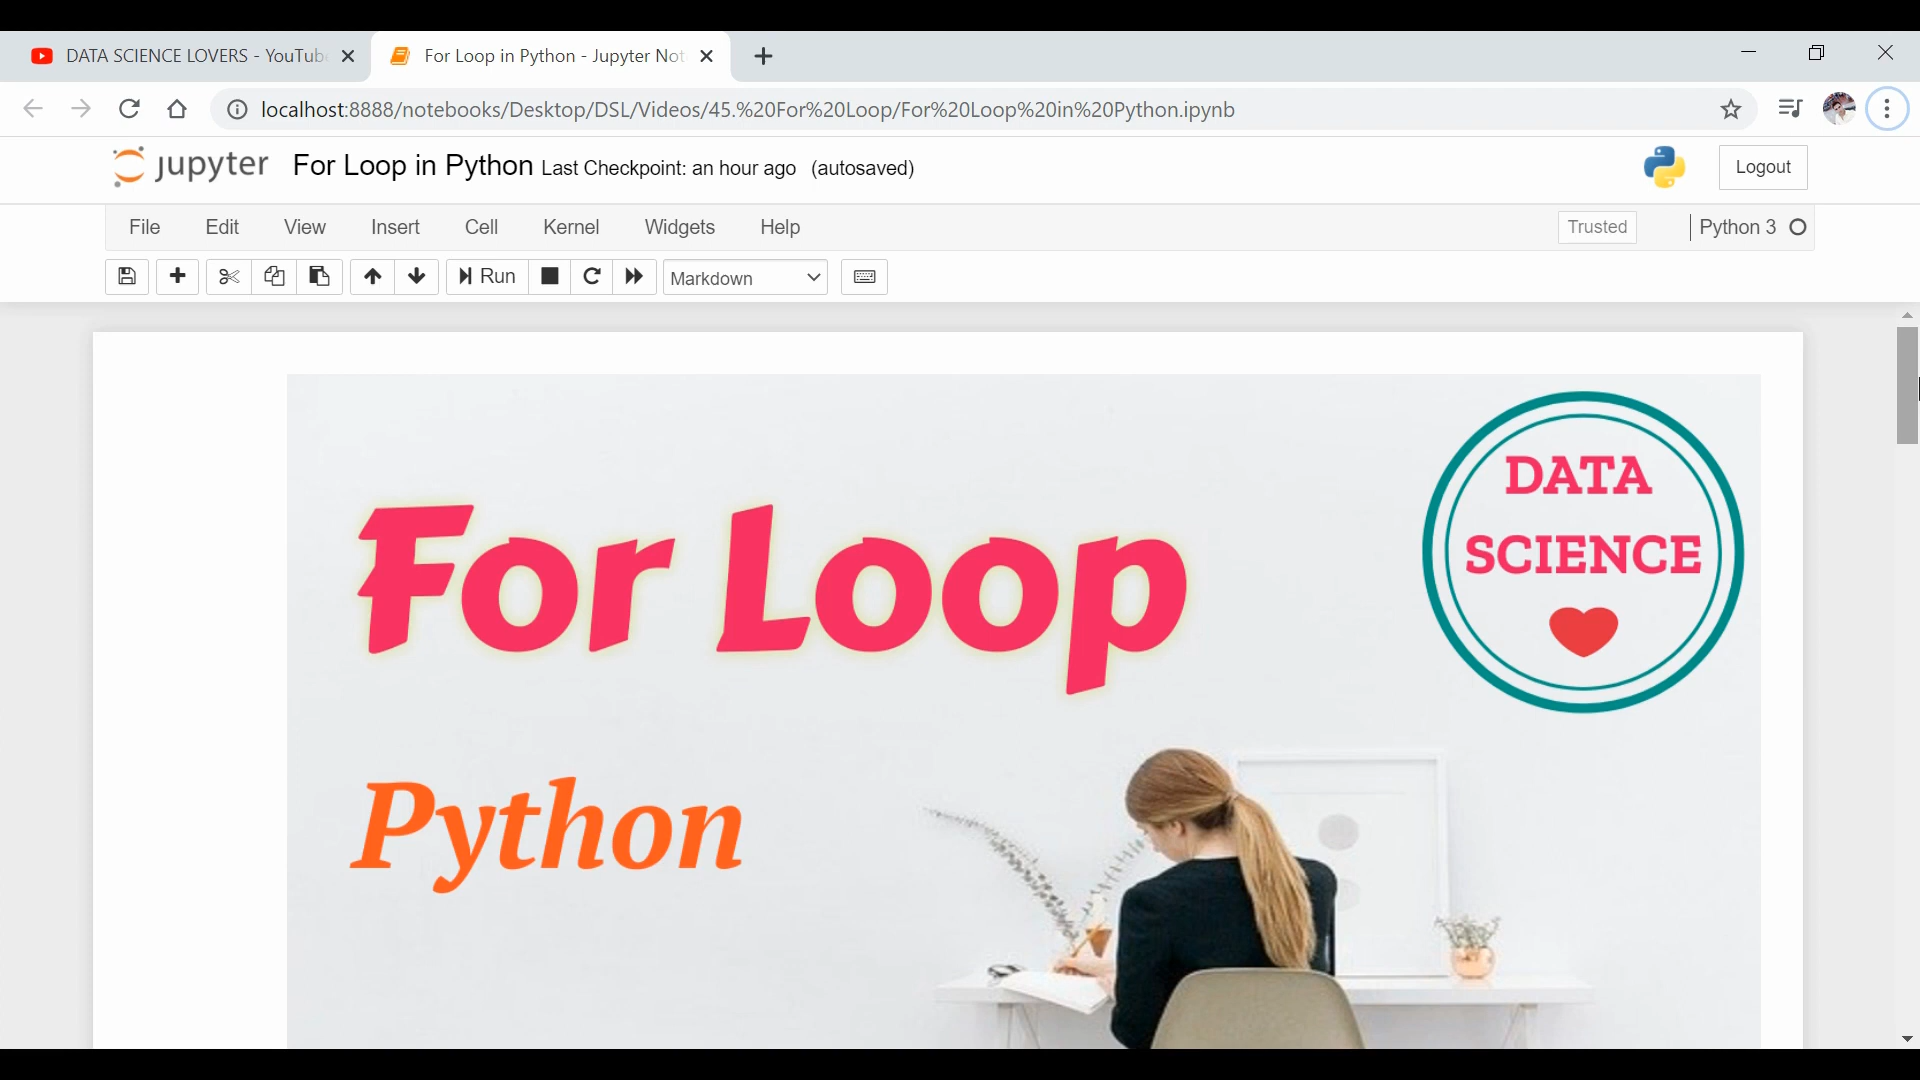 DATA SCIENCE LOVERS - YouTub
For Loop in Python - Jupyter Not
localhost:8888/notebooks/Desktop/DSL/Videos/45.%20For%20Loop/For%20Loop%20in%20Python.ipynb
jupyter For Loop in Python Last Checkpoint: an hour ago (autosaved) Logout
File Edit View Insert Cell Kernel Widgets Help Trusted Python 3
Run Markdown
DATA
SCIENCE
For Loop
Python